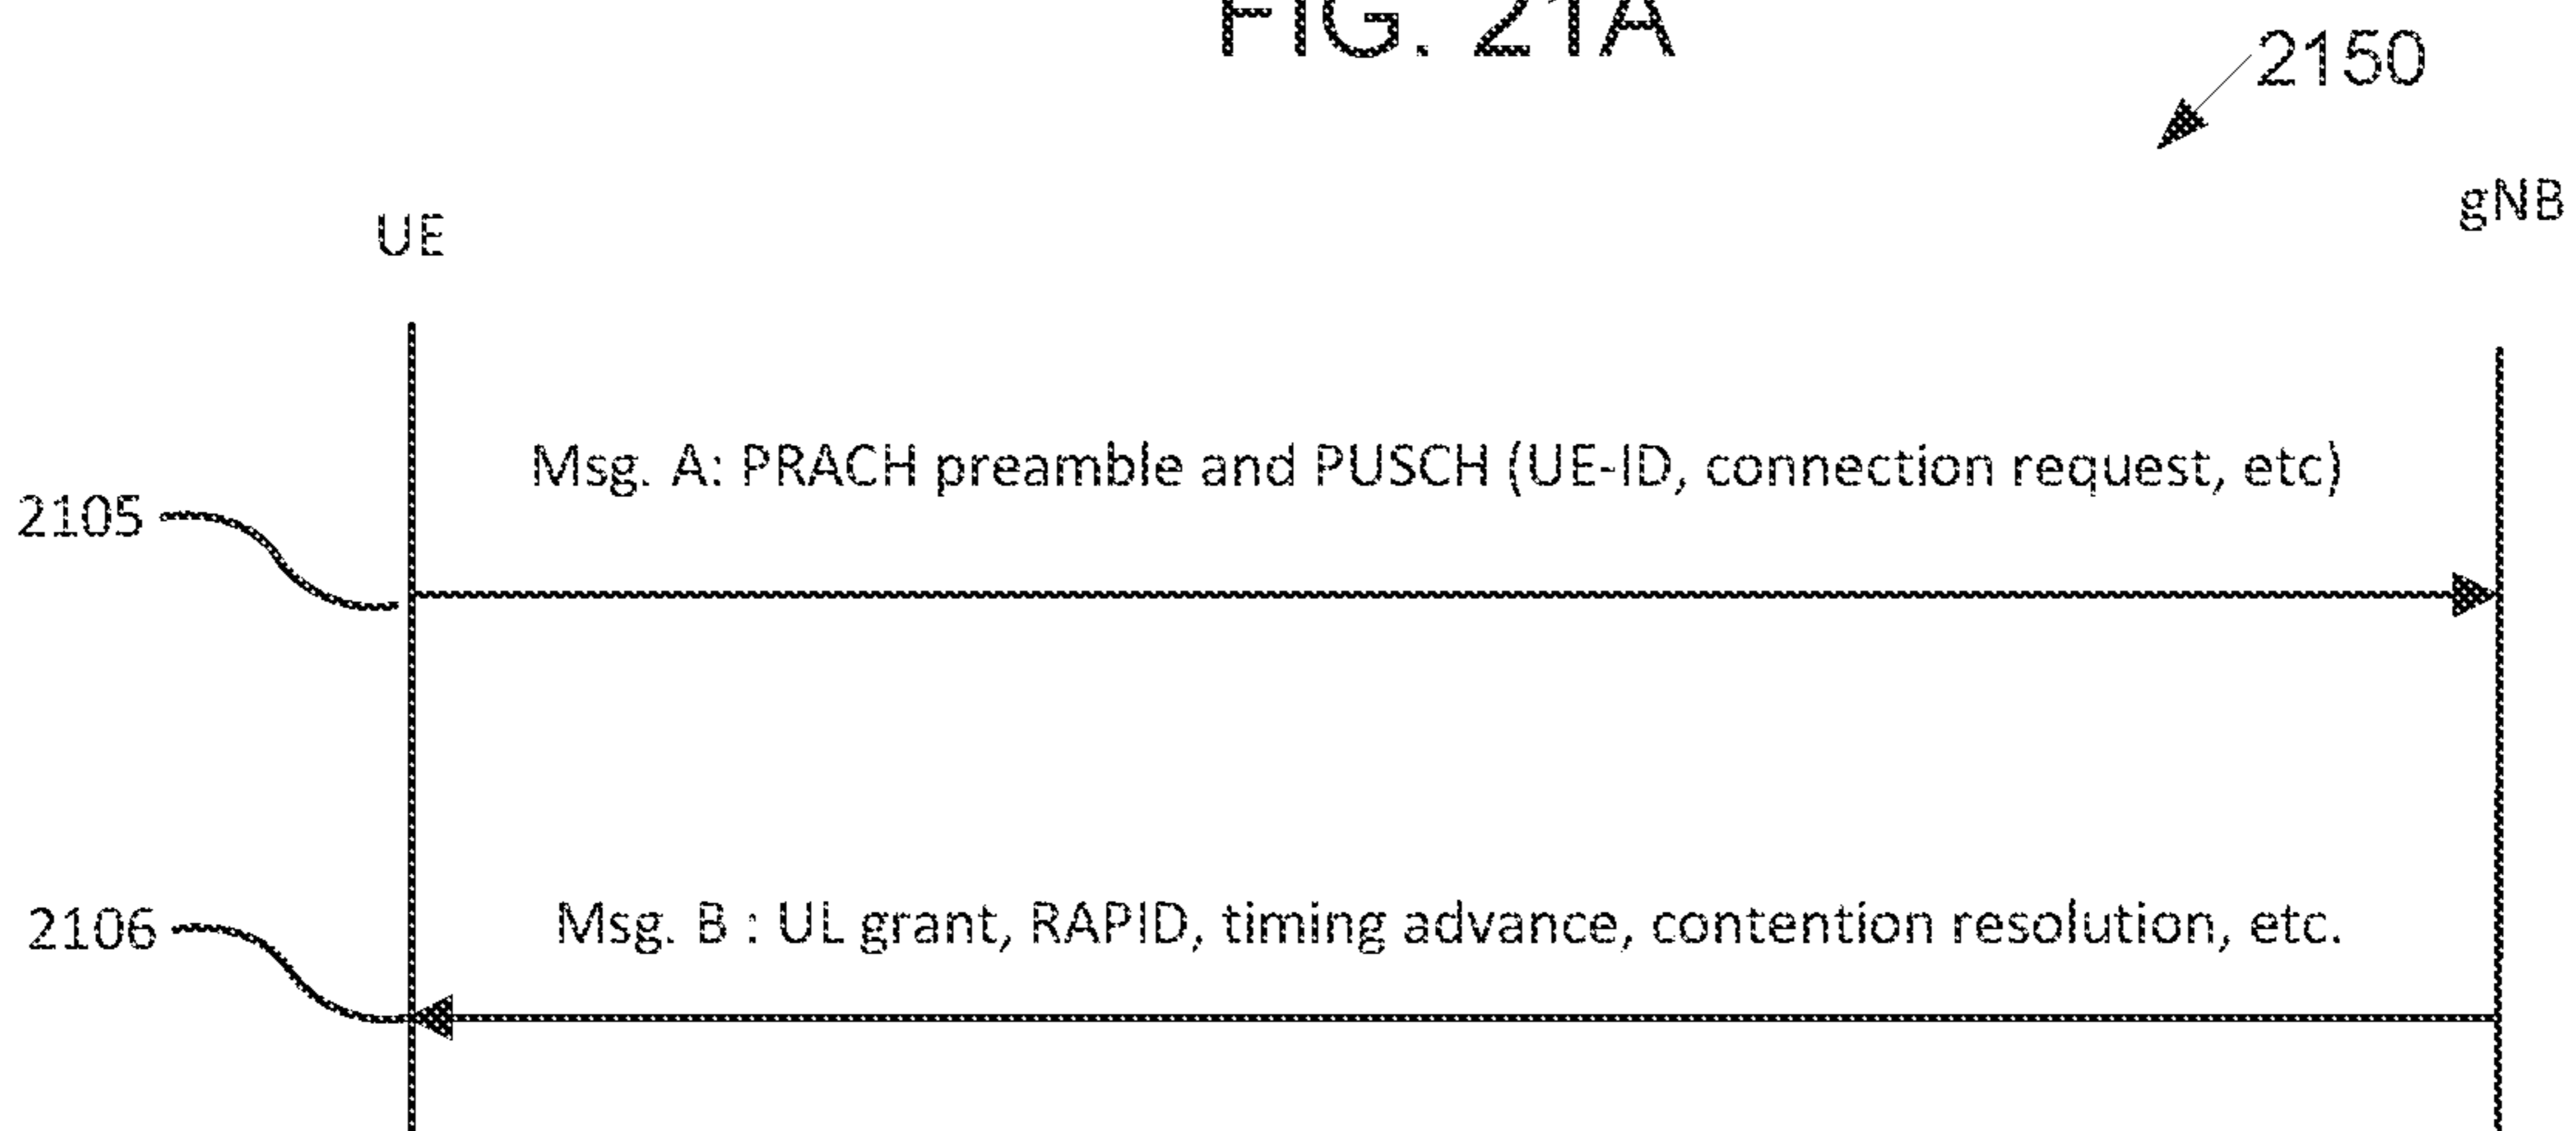 FIG. 21A
2150
UE
gNB
Msg. A: PRACH preamble and PUSCH (UE-ID, connection request, etc)
2105
Msg. B : UL grant, RAPID, timing advance, contention resolution, etc.
2106